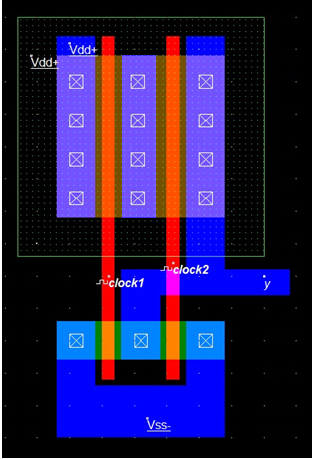 Vdd+
Vdd+
clock2
clock1
y
Vss-